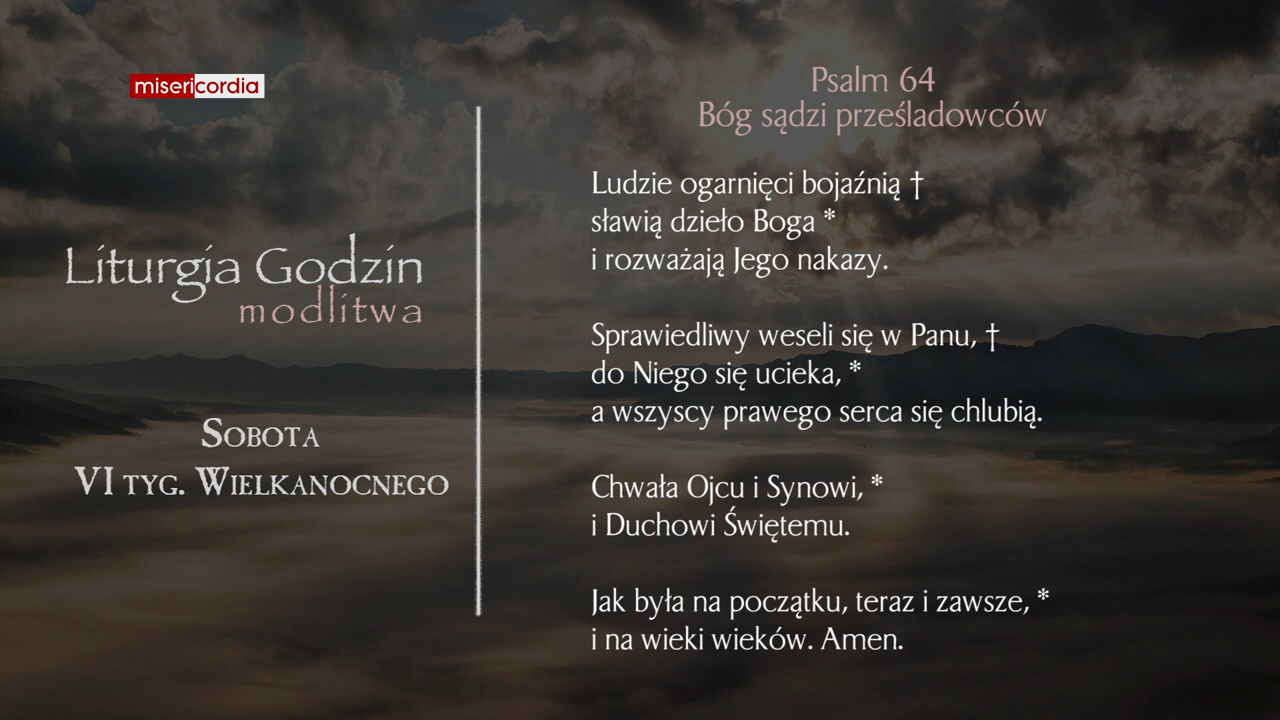 misericordia
Liturgia Godzin
modlitwa
Sobota
VI tyg. Wielkanocnego
Psalm 64
Bóg sądzi prześladowców
Ludzie ogarnięci bojaźnią †
sławią dzieło Boga *
i rozważają Jego nakazy.
Sprawiedliwy weseli się w Panu, †
do Niego się ucieka, *
a wszyscy prawego serca się chlubią.
Chwała Ojcu i Synowi, *
i Duchowi Świętemu.
Jak była na początku, teraz i zawsze, *
i na wieki wieków. Amen.